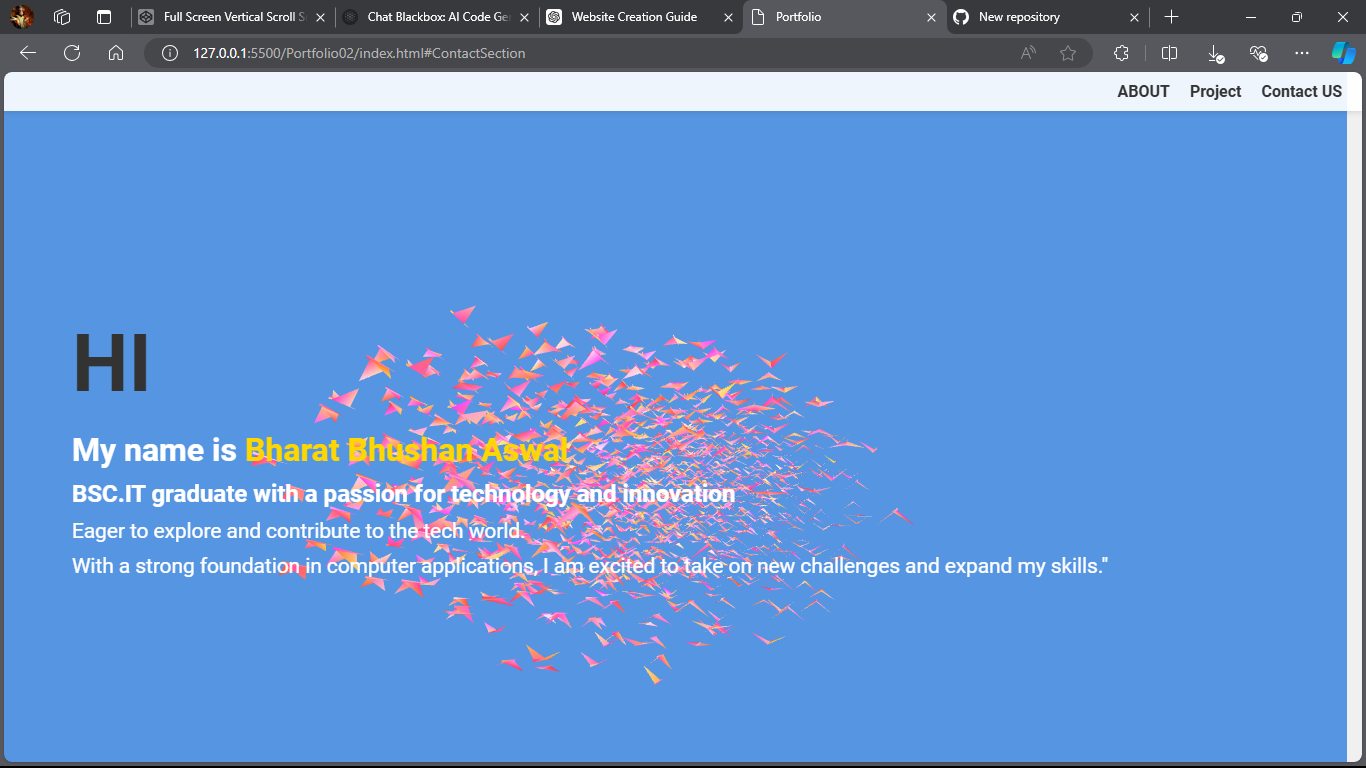 Full Screen Vertical Scroll S
Chat Blackbox: AI Code Ge
Website Creation Guide
Portfolio
New repository
127.0.0.1:5500/Portfolio02/index.html#ContactSection
ABOUT Project Contact US
HI
My name is Bharat Bhushan Aswal
BSC.IT graduate with a passion for technology and innovation
Eager to explore and contribute to the tech world.
With a strong foundation in computer applications, I am excited to take on new challenges and expand my skills."